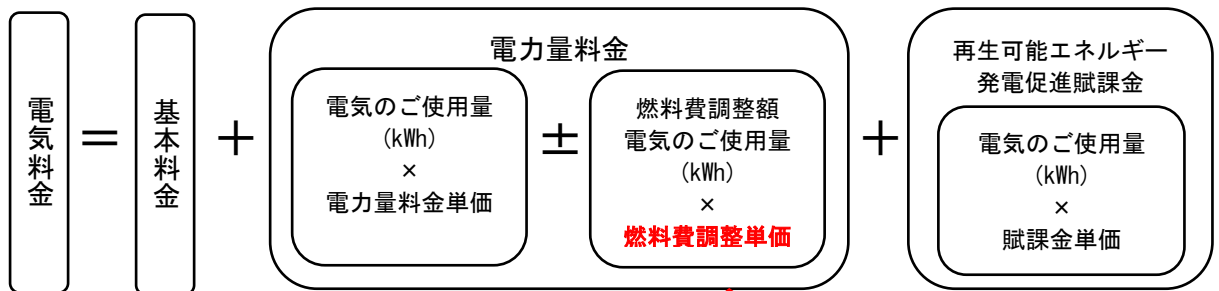 電気料金
＝
基本料金
＋
電力量料金
電気のご使用量
(kWh)
×
電力量料金単価
±
燃料費調整額
電気のご使用量
(kWh)
×
燃料費調整単価
＋
再生可能エネルギー
発電促進賦課金
電気のご使用量
(kWh)
×
賦課金単価